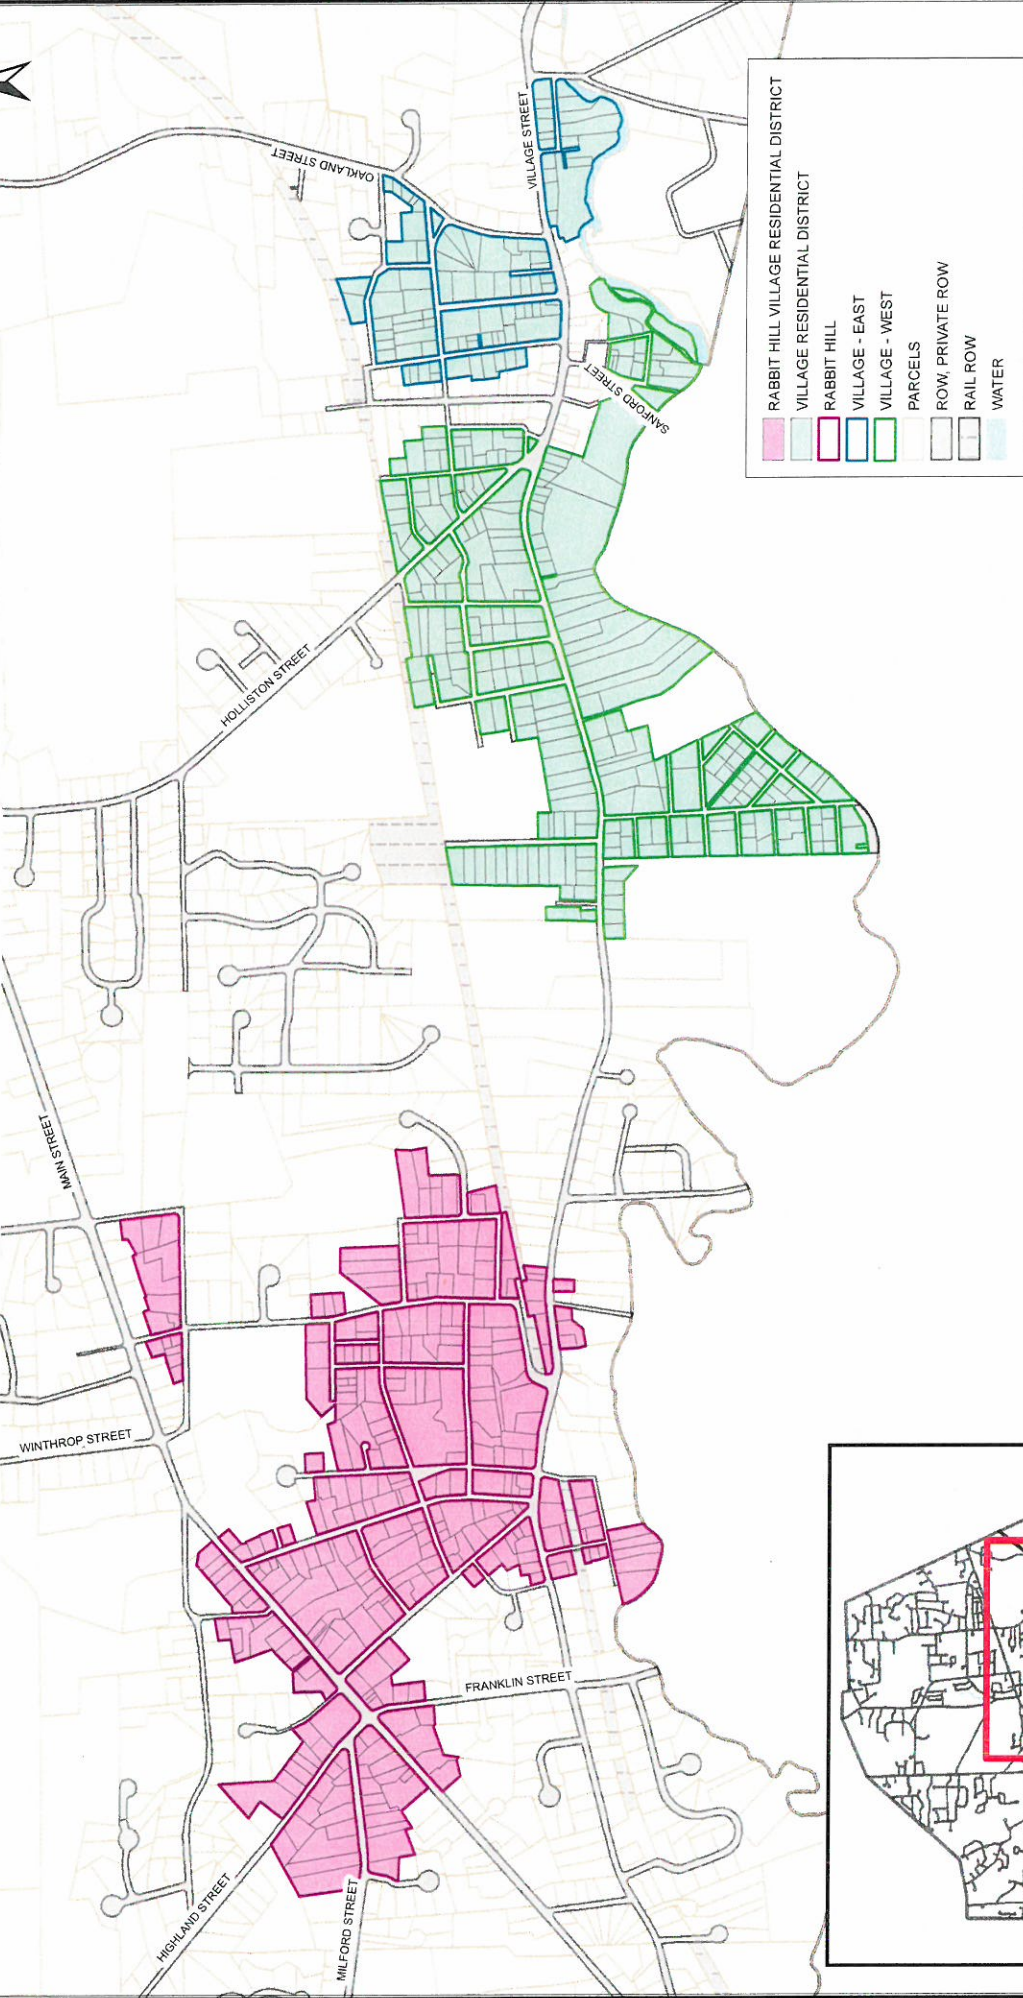 OAKLAND STREET
VILLAGE STREET
SANFORD STREET
HOLLISTON STREET
MAIN STREET
WINTHROP STREET
FRANKLIN STREET
HIGHLAND STREET
MILFORD STREET
RABBIT HILL VILLAGE RESIDENTIAL DISTRICT
VILLAGE RESIDENTIAL DISTRICT
RABBIT HILL
VILLAGE - EAST
VILLAGE - WEST
PARCELS
ROW, PRIVATE ROW
RAIL ROW
WATER